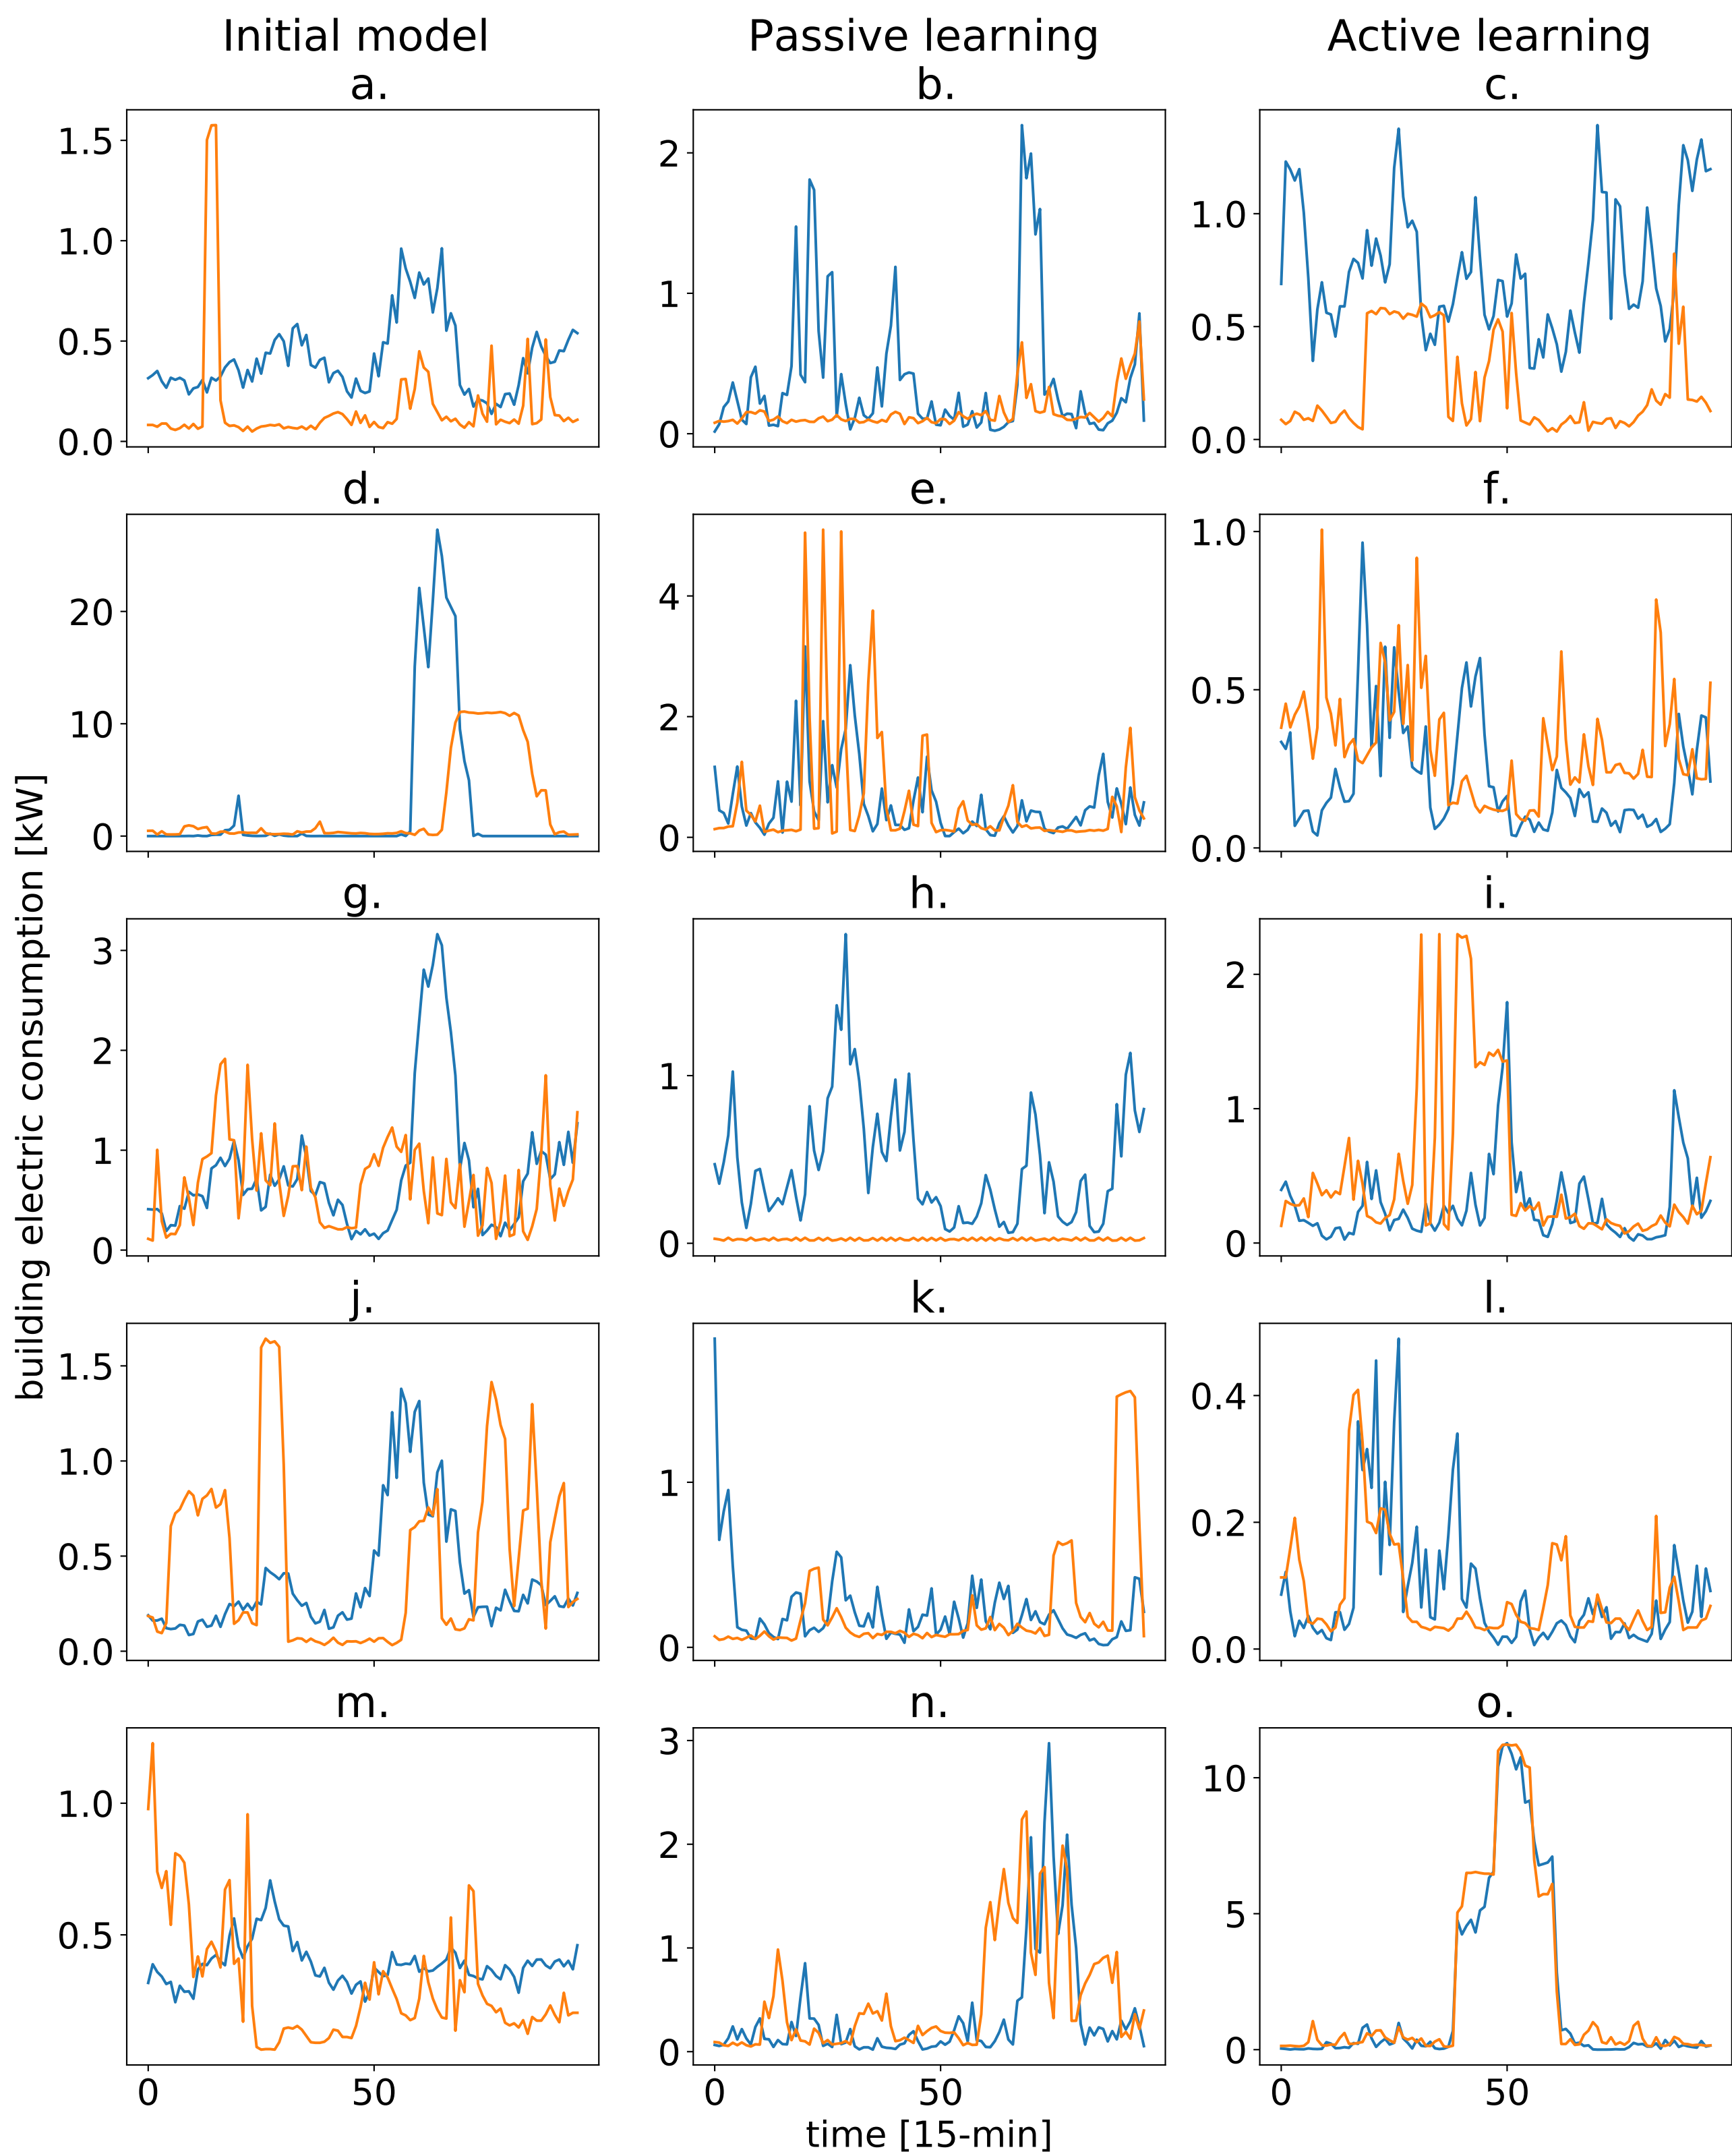 Initial model
Passive learning
Active learning
a.
b.
c.
1.5
1.0
0.5
0.0
2
1
0
1.0
0.5
0.0
d.
e.
f.
20
10
0
4
2
0
1.0
0.5
0.0
g.
h.
i.
3
2
1
0
1
0
2
1
0
building electric consumption [kW]
j.
k.
l.
1.5
1.0
0.5
0.0
1
0
0.4
0.2
0.0
m.
n.
o.
1.0
0.5
3
2
1
0
10
5
0
0
50
0
50
0
50
time [15-min]